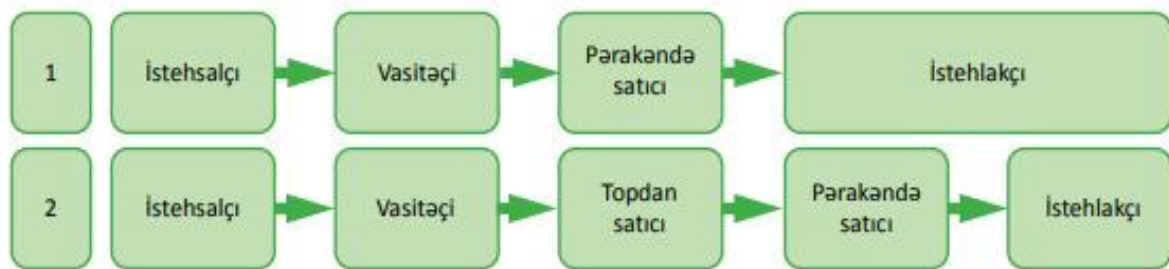 1 İstehsalçı Vasitəçi Pərakəndə satıcı İstehlakçı
2 İstehsalçı Vasitəçi Topdan satıcı Pərakəndə satıcı İstehlakçı